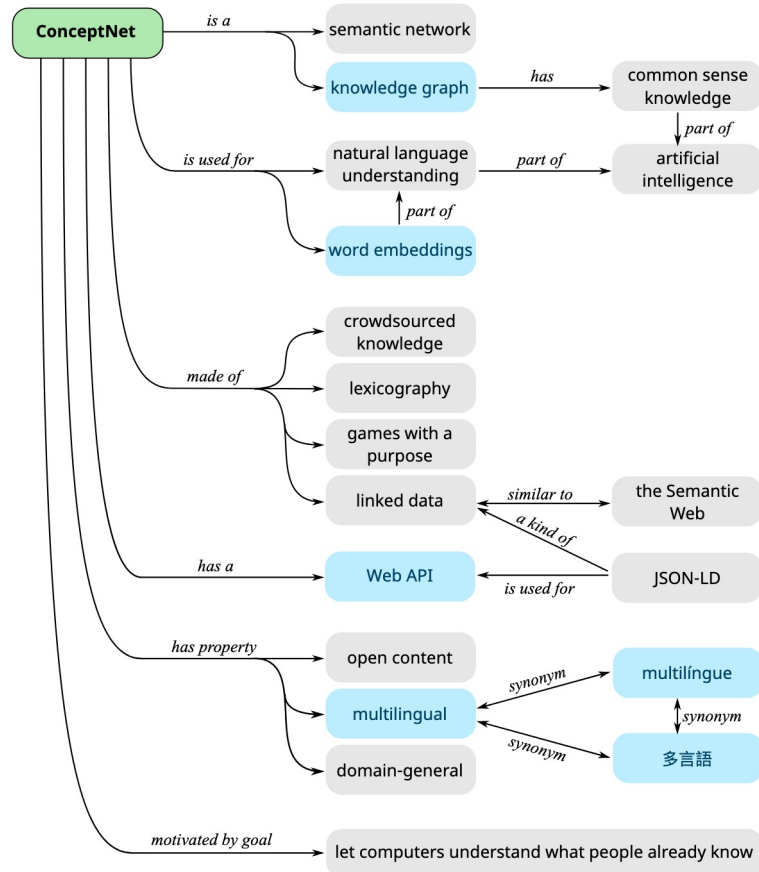 ConceptNet
is a
semantic network
knowledge graph
has
common sense
knowledge
part of
is used for
natural language
understanding
part of
artificial
intelligence
part of
word embeddings
made of
crowdsourced
knowledge
lexicography
games with a
purpose
linked data
similar to
the Semantic
Web
a kind of
has a
Web API
is used for
JSON-LD
has property
open content
multilingual
synonym
multilíngue
synonym
synonym
多言語
domain-general
motivated by goal
let computers understand what people already know